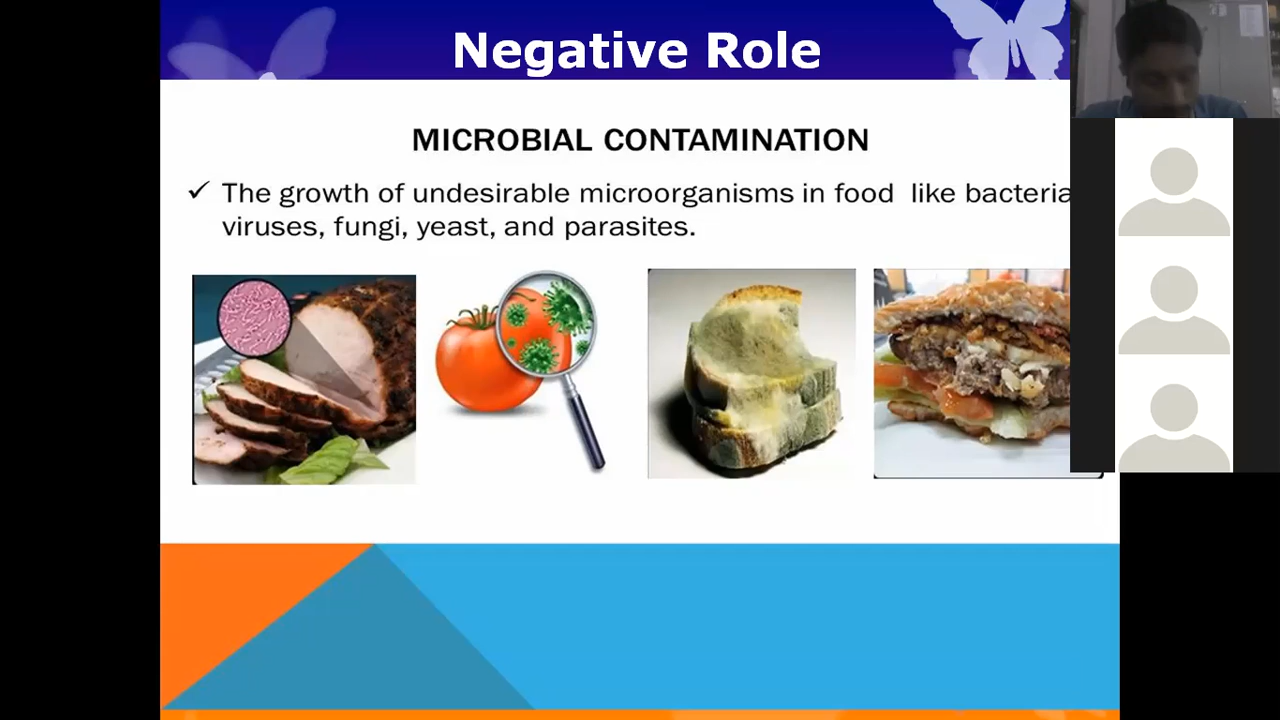 Negative Role
MICROBIAL CONTAMINATION
✓ The growth of undesirable microorganisms in food like bacteria
viruses, fungi, yeast, and parasites.